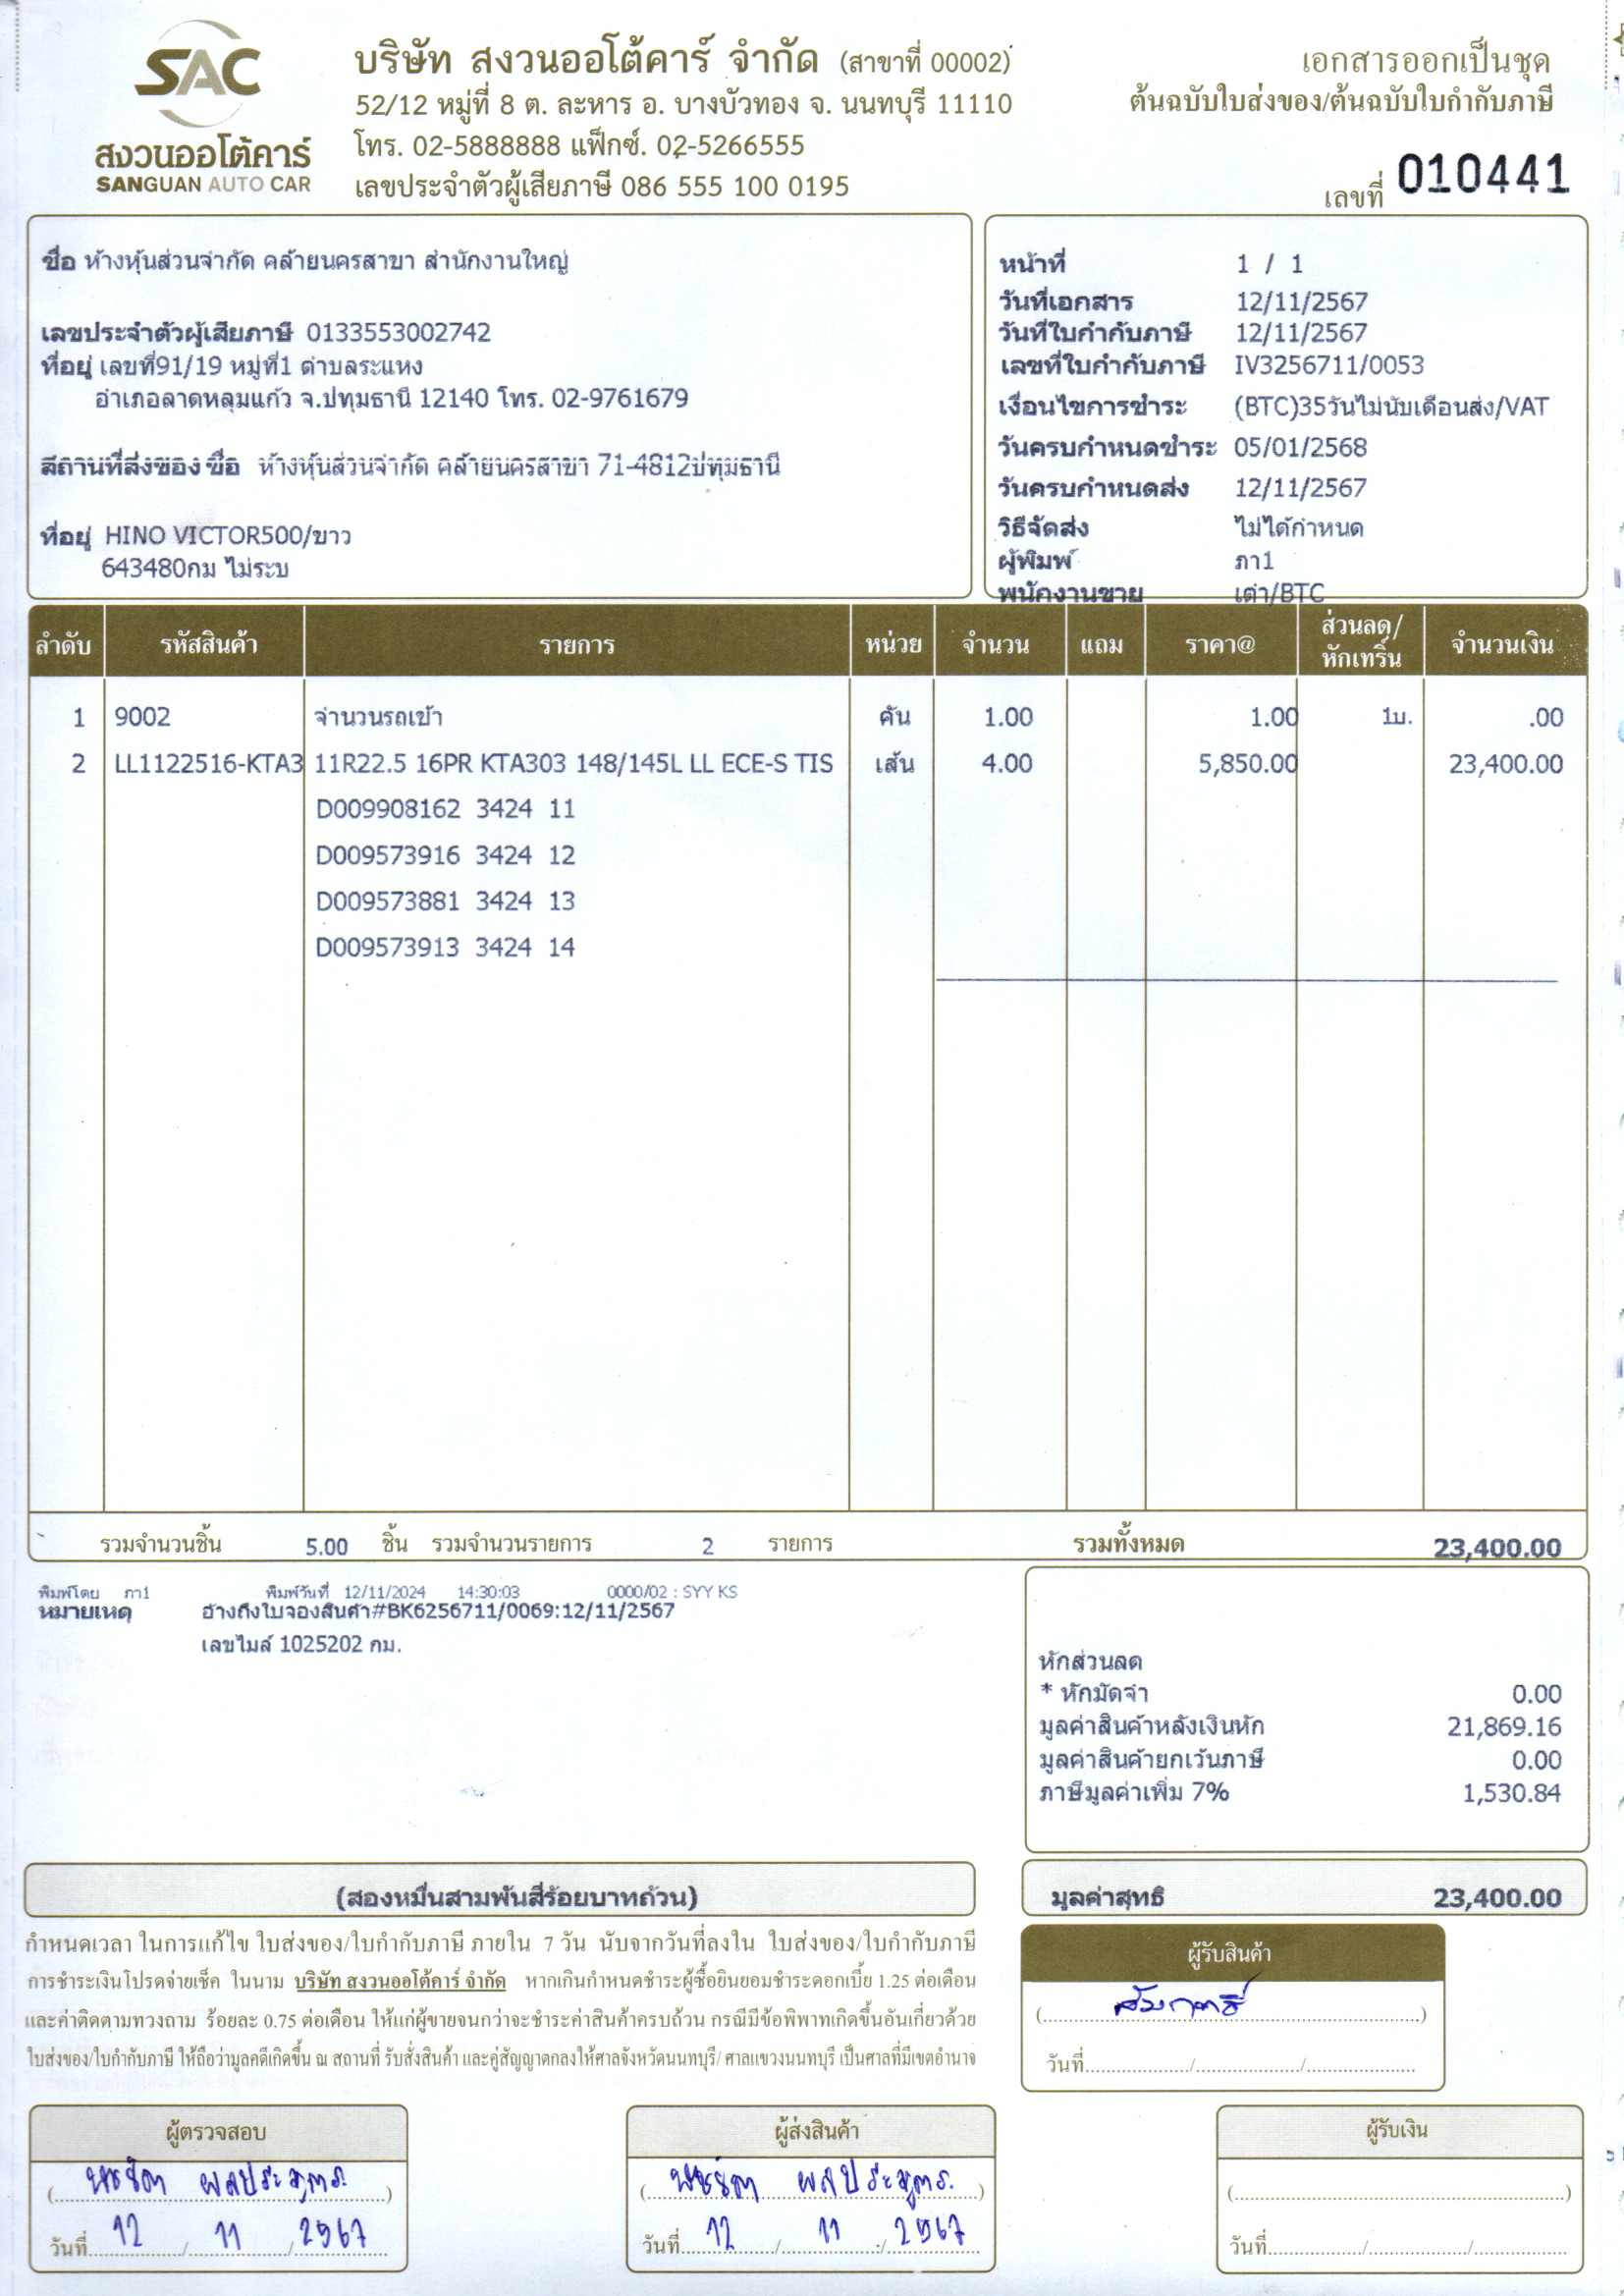 SAC
สงวนออโต้คาร์
SANGUAN AUTO CAR
บริษัท สงวนออโต้คาร์ จำกัด (สาขาที่ 00002)
52/12 หมู่ที่ 8 ต. ละหาร อ. บางบัวทอง จ. นนทบุรี 11110
โทร. 02-5888888 แฟ็กซ์. 02-5266555
เลขประจำตัวผู้เสียภาษี 086 555 100 0195
เอกสารออกเป็นชุด
ต้นฉบับใบส่งของ/ต้นฉบับใบกำกับภาษี
เลขที่ 010441
ชื่อ ห้างหุ้นส่วนจำกัด คล้ายนครสาขา สำนักงานใหญ่
เลขประจำตัวผู้เสียภาษี 0133553002742
ที่อยู่ เลขที่91/19 หมู่ที่1 ตำบลระแหง
อำเภอลาดหลุมแก้ว จ.ปทุมธานี 12140 โทร. 02-9761679
สถานที่ส่งของ ชื่อ ห้างหุ้นส่วนจำกัด คล้ายนครสาขา 71-4812ปทุมธานี
ที่อยู่ HINO VICTOR500/ขาว
643480กม ไม่ระบ
หน้าที่ 1 / 1
วันที่เอกสาร 12/11/2567
วันที่ใบกำกับภาษี 12/11/2567
เลขที่ใบกำกับภาษี IV3256711/0053
เงื่อนไขการชำระ (BTC)35วันไม่นับเดือนส่ง/VAT
วันครบกำหนดชำระ 05/01/2568
วันครบกำหนดส่ง 12/11/2567
วิธีจัดส่ง ไม่ได้กำหนด
ผู้พิมพ์ ภา1
พนักงานขาย เต่า/BTC
ลำดับ รหัสสินค้า รายการ หน่วย จำนวน แถม ราคา@ ส่วนลด/หักเทริ์น จำนวนเงิน
1 9002 จำนวนรถเข้า คัน 1.00 1.00 1บ. .00
2 LL1122516-KTA3 11R22.5 16PR KTA303 148/145L LL ECE-S TIS เส้น 4.00 5,850.00 23,400.00
D009908162 3424 11
D009573916 3424 12
D009573881 3424 13
D009573913 3424 14
รวมจำนวนชิ้น 5.00 ชิ้น รวมจำนวนรายการ 2 รายการ รวมทั้งหมด 23,400.00
พิมพ์โดย ภา1 พิมพ์วันที่ 12/11/2024 14:30:03 0000/02 : SYY KS
หมายเหตุ อ้างถึงใบจองสินค้า#BK6256711/0069:12/11/2567
เลขไมล์ 1025202 กม.
หักส่วนลด
* หักมัดจำ 0.00
มูลค่าสินค้าหลังเงินหัก 21,869.16
มูลค่าสินค้ายกเว้นภาษี 0.00
ภาษีมูลค่าเพิ่ม 7% 1,530.84
(สองหมื่นสามพันสี่ร้อยบาทถ้วน)
มูลค่าสุทธิ 23,400.00
กำหนดเวลา ในการแก้ไข ใบส่งของ/ใบกำกับภาษี ภายใน 7 วัน นับจากวันที่ลงใน ใบส่งของ/ใบกำกับภาษี
การชำระเงินโปรดจ่ายเช็ค ในนาม บริษัท สงวนออโต้คาร์ จำกัด หากเกินกำหนดชำระผู้ซื้อยินยอมชำระดอกเบี้ย 1.25 ต่อเดือน
และค่าติดตามทวงถาม ร้อยละ 0.75 ต่อเดือน ให้แก่ผู้ขายจนกว่าจะชำระค่าสินค้าครบถ้วน กรณีมีข้อพิพาทเกิดขึ้นอันเกี่ยวด้วย
ใบส่งของ/ใบกำกับภาษี ให้ถือว่ามูลคดีเกิดขึ้น ณ สถานที่ รับสั่งสินค้า และคู่สัญญาตกลงให้ศาลจังหวัดนนทบุรี/ ศาลแขวงนนทบุรี เป็นศาลที่มีเขตอำนาจ
ผู้รับสินค้า
วันที่ / /
ผู้ตรวจสอบ
วันที่ 12 / 11 / 2567
ผู้ส่งสินค้า
วันที่ 12 / 11 / 2567
ผู้รับเงิน
วันที่ / /